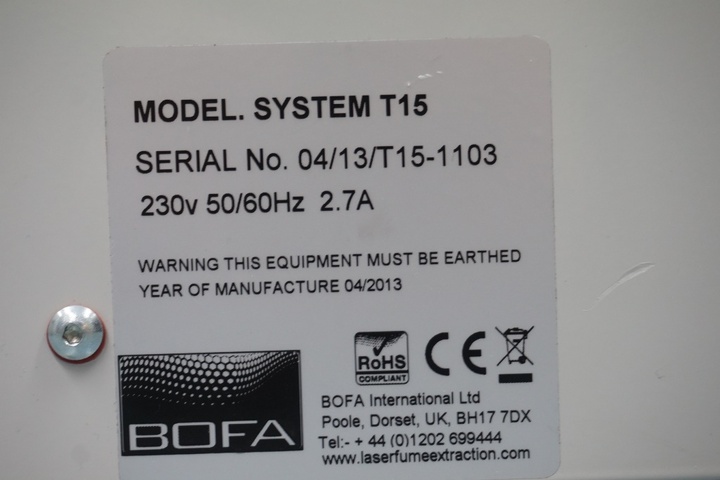 MODEL. SYSTEM T15
SERIAL No. 04/13/T15-1103
230v 50/60Hz 2.7A
WARNING THIS EQUIPMENT MUST BE EARTHED
YEAR OF MANUFACTURE 04/2013
RoHS
COMPLIANT
CE
BOFA
BOFA International Ltd
Poole, Dorset, UK, BH17 7DX
Tel:- + 44 (0)1202 699444
www.laserfumeextraction.com